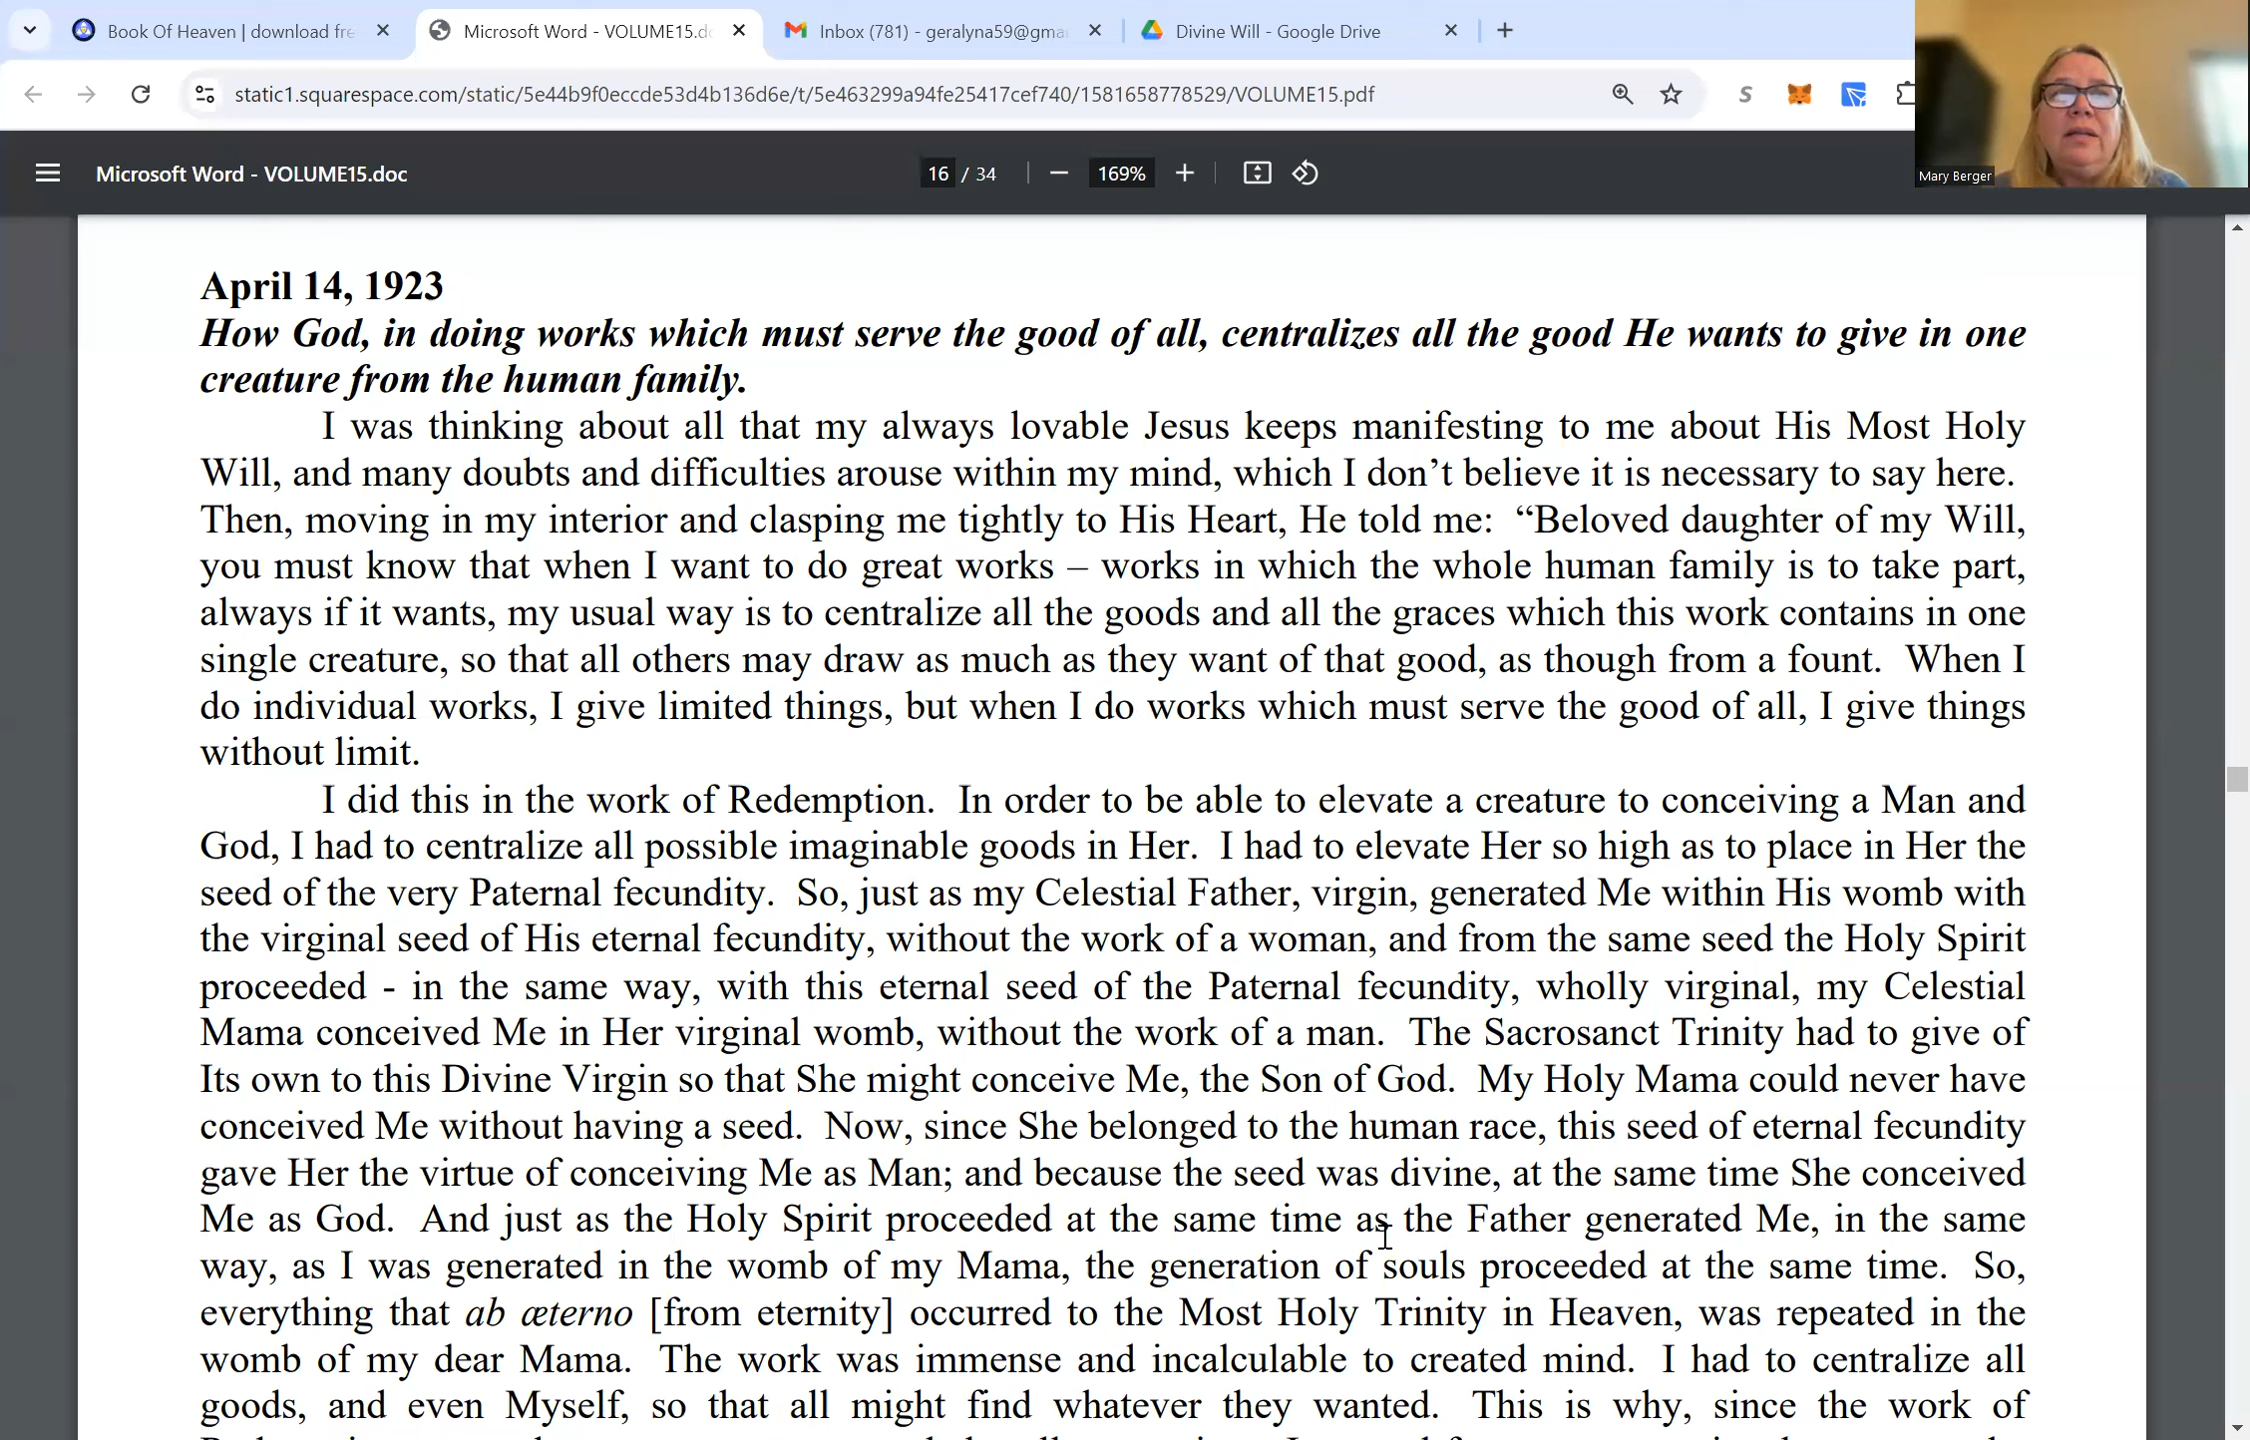 Book Of Heaven | download fre
Microsoft Word - VOLUME15.do
Inbox (781) - geralyna59@gma
Divine Will - Google Drive
static1.squarespace.com/static/5e44b9f0eccde53d4b136d6e/t/5e463299a94fe25417cef740/1581658778529/VOLUME15.pdf
Mary Berger
Microsoft Word - VOLUME15.doc
16 / 34
169%
April 14, 1923
How God, in doing works which must serve the good of all, centralizes all the good He wants to give in one
creature from the human family.
I was thinking about all that my always lovable Jesus keeps manifesting to me about His Most Holy
Will, and many doubts and difficulties arouse within my mind, which I don’t believe it is necessary to say here.
Then, moving in my interior and clasping me tightly to His Heart, He told me: “Beloved daughter of my Will,
you must know that when I want to do great works – works in which the whole human family is to take part,
always if it wants, my usual way is to centralize all the goods and all the graces which this work contains in one
single creature, so that all others may draw as much as they want of that good, as though from a fount. When I
do individual works, I give limited things, but when I do works which must serve the good of all, I give things
without limit.
I did this in the work of Redemption. In order to be able to elevate a creature to conceiving a Man and
God, I had to centralize all possible imaginable goods in Her. I had to elevate Her so high as to place in Her the
seed of the very Paternal fecundity. So, just as my Celestial Father, virgin, generated Me within His womb with
the virginal seed of His eternal fecundity, without the work of a woman, and from the same seed the Holy Spirit
proceeded - in the same way, with this eternal seed of the Paternal fecundity, wholly virginal, my Celestial
Mama conceived Me in Her virginal womb, without the work of a man. The Sacrosanct Trinity had to give of
Its own to this Divine Virgin so that She might conceive Me, the Son of God. My Holy Mama could never have
conceived Me without having a seed. Now, since She belonged to the human race, this seed of eternal fecundity
gave Her the virtue of conceiving Me as Man; and because the seed was divine, at the same time She conceived
Me as God. And just as the Holy Spirit proceeded at the same time as the Father generated Me, in the same
way, as I was generated in the womb of my Mama, the generation of souls proceeded at the same time. So,
everything that ab æterno [from eternity] occurred to the Most Holy Trinity in Heaven, was repeated in the
womb of my dear Mama. The work was immense and incalculable to created mind. I had to centralize all
goods, and even Myself, so that all might find whatever they wanted. This is why, since the work of